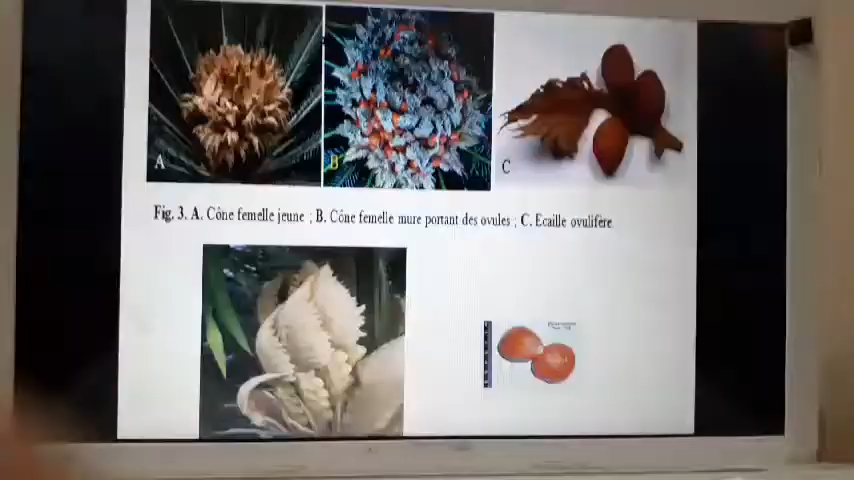 A
B
C
Fig. 3. A. Cône femelle jeune ; B. Cône femelle mure portant des ovules ; C. Ecaille ovulifère